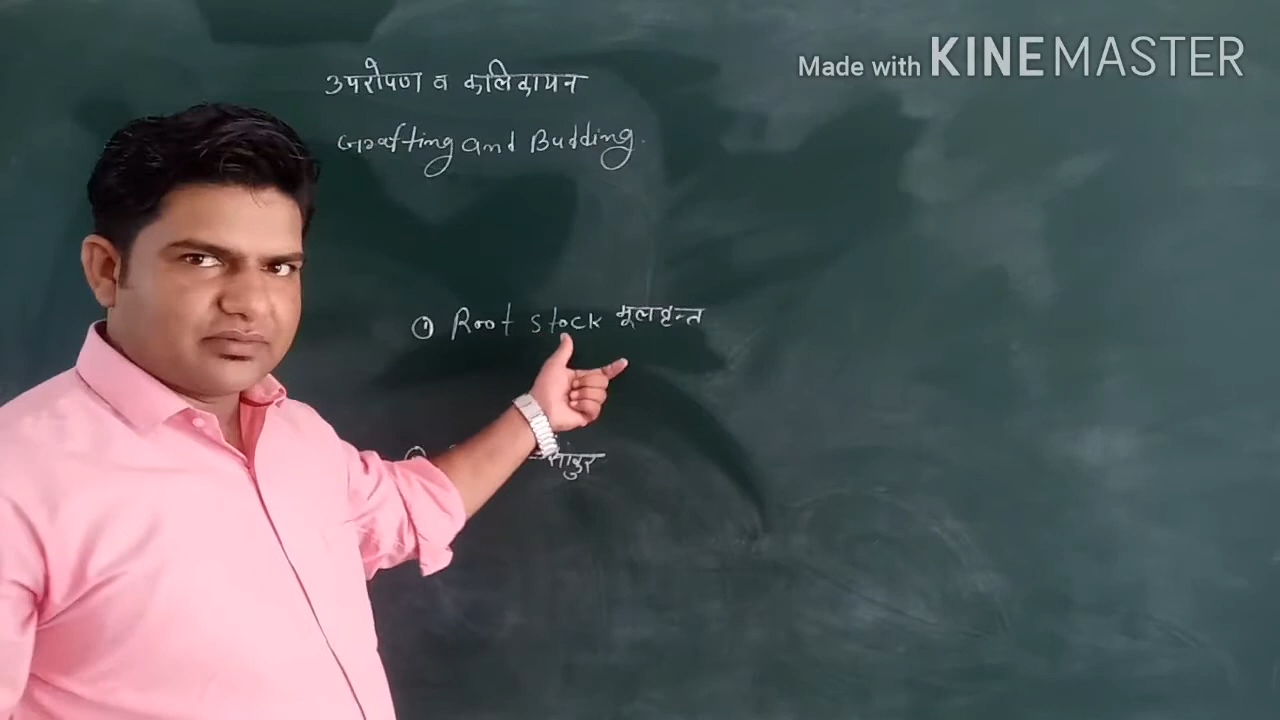 Made with KINEMASTER
उपरोपण व कलिकायन
Grafting and Budding.
① Root stock मूलवृन्त